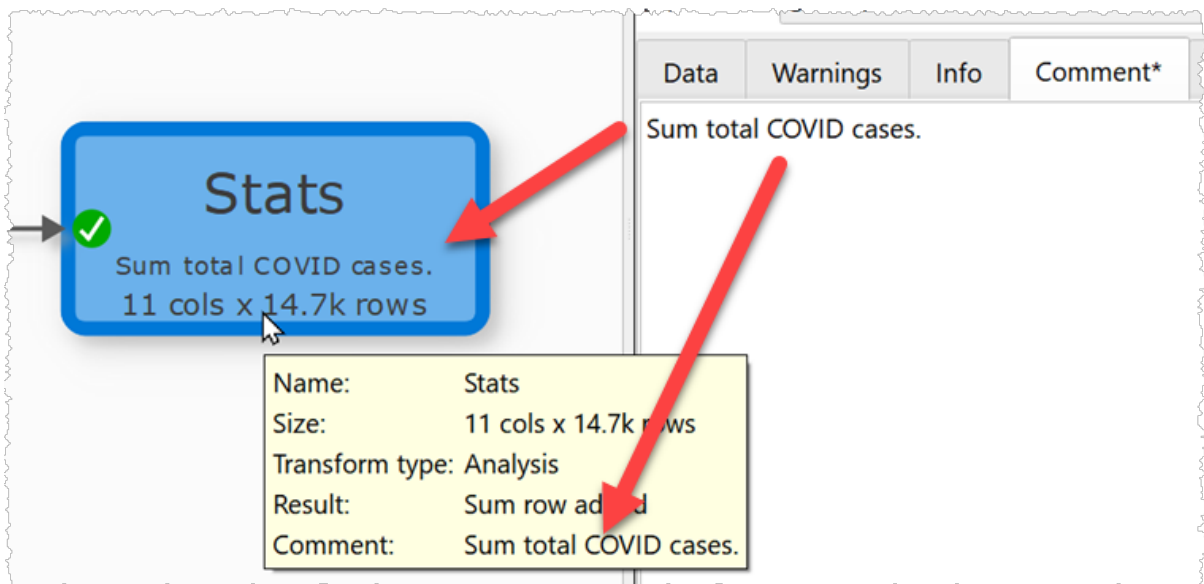 Data
Warnings
Info
Comment*
Sum total COVID cases.
Stats
Sum total COVID cases.
11 cols x 14.7k rows
Name: Stats
Size: 11 cols x 14.7k rows
Transform type: Analysis
Result: Sum row added
Comment: Sum total COVID cases.